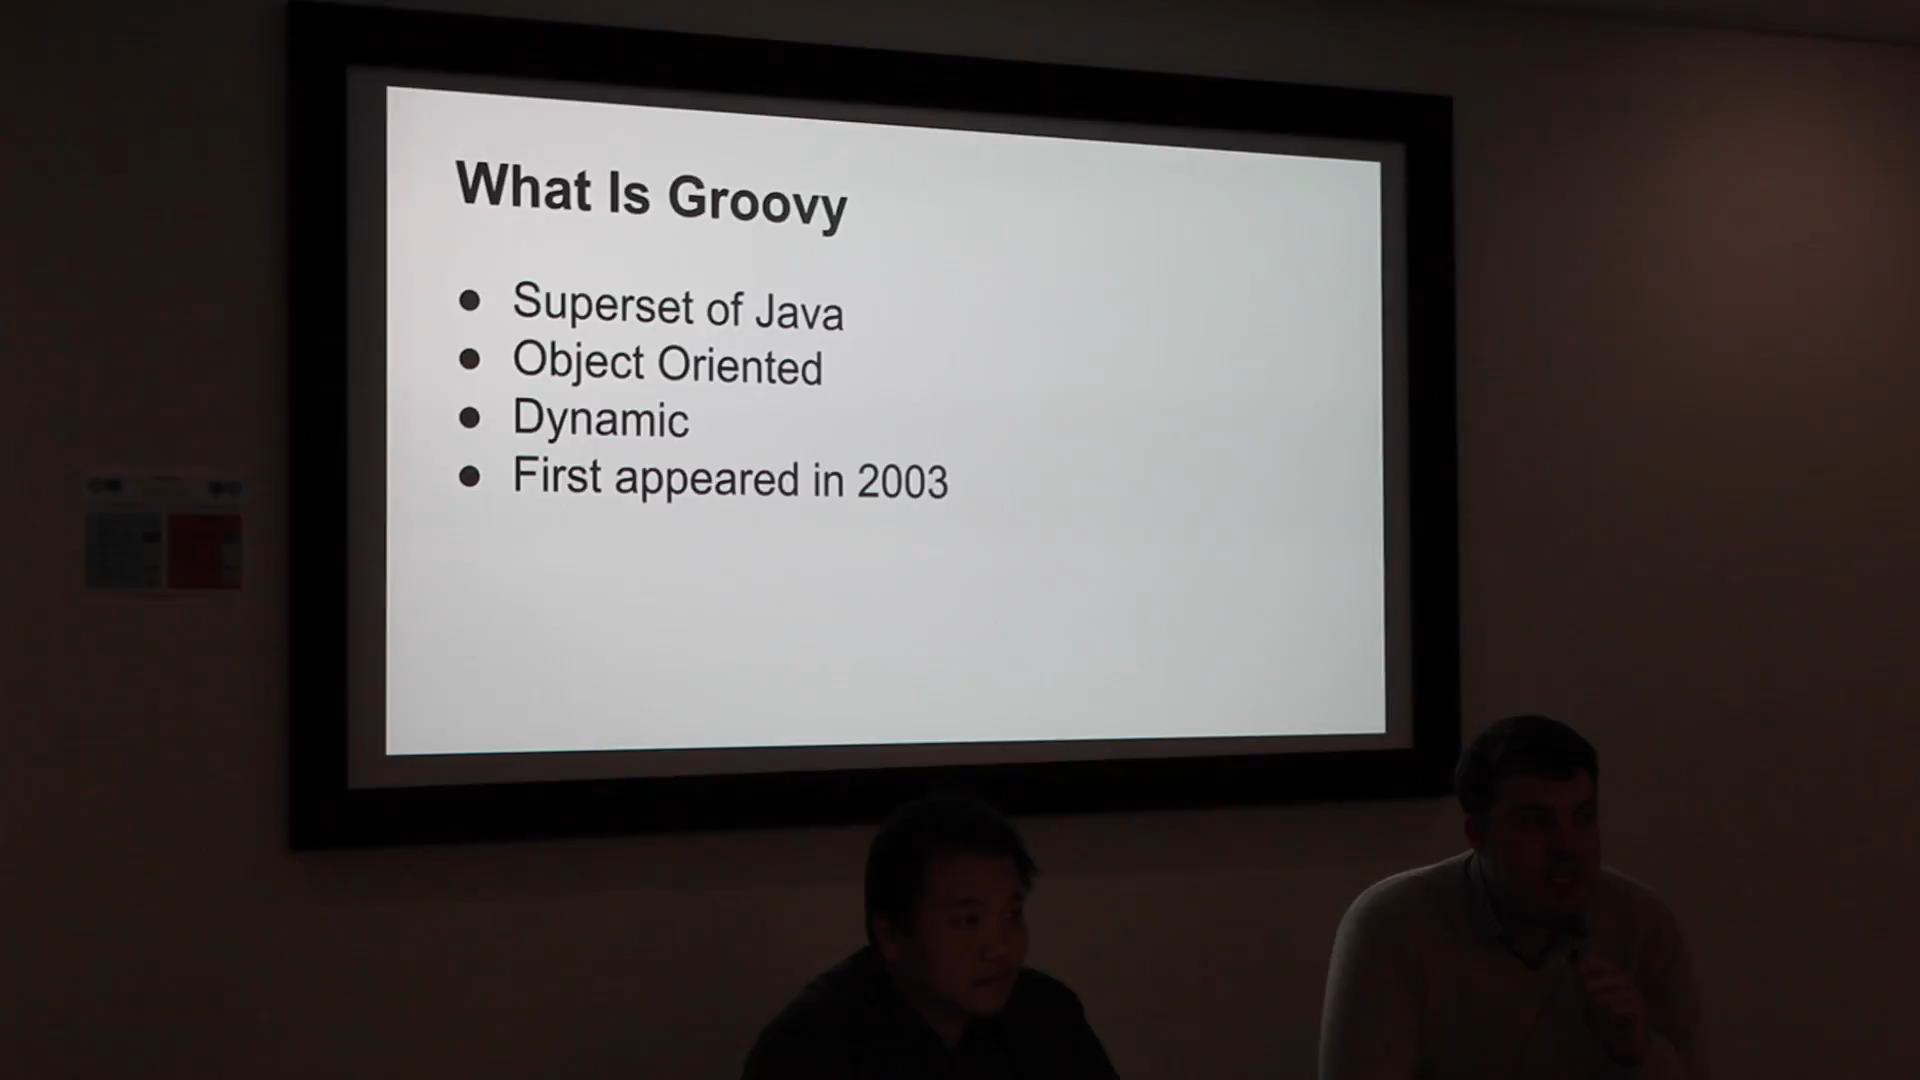 What Is Groovy
● Superset of Java
● Object Oriented
● Dynamic
● First appeared in 2003